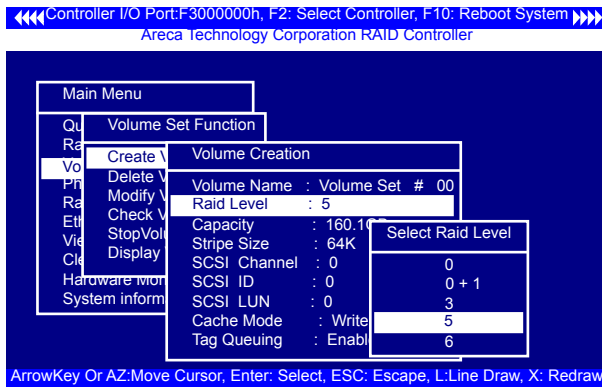 Controller I/O Port:F3000000h, F2: Select Controller, F10: Reboot System
Areca Technology Corporation RAID Controller
Main Menu
Volume Set Function
Create
Delete
Modify
Check
Display
Hardware
System
Volume Creation
Volume Name : Volume Set # 00
Raid Level : 5
Capacity : 160.1
Stripe Size : 64K
SCSI Channel : 0
SCSI ID : 0
SCSI LUN : 0
Cache Mode : Write
Tag Queuing :
Select Raid Level
0
0 + 1
3
5
6
ArrowKey Or AZ:Move Cursor, Enter: Select, ESC: Escape, L:Line Draw, X: Redraw